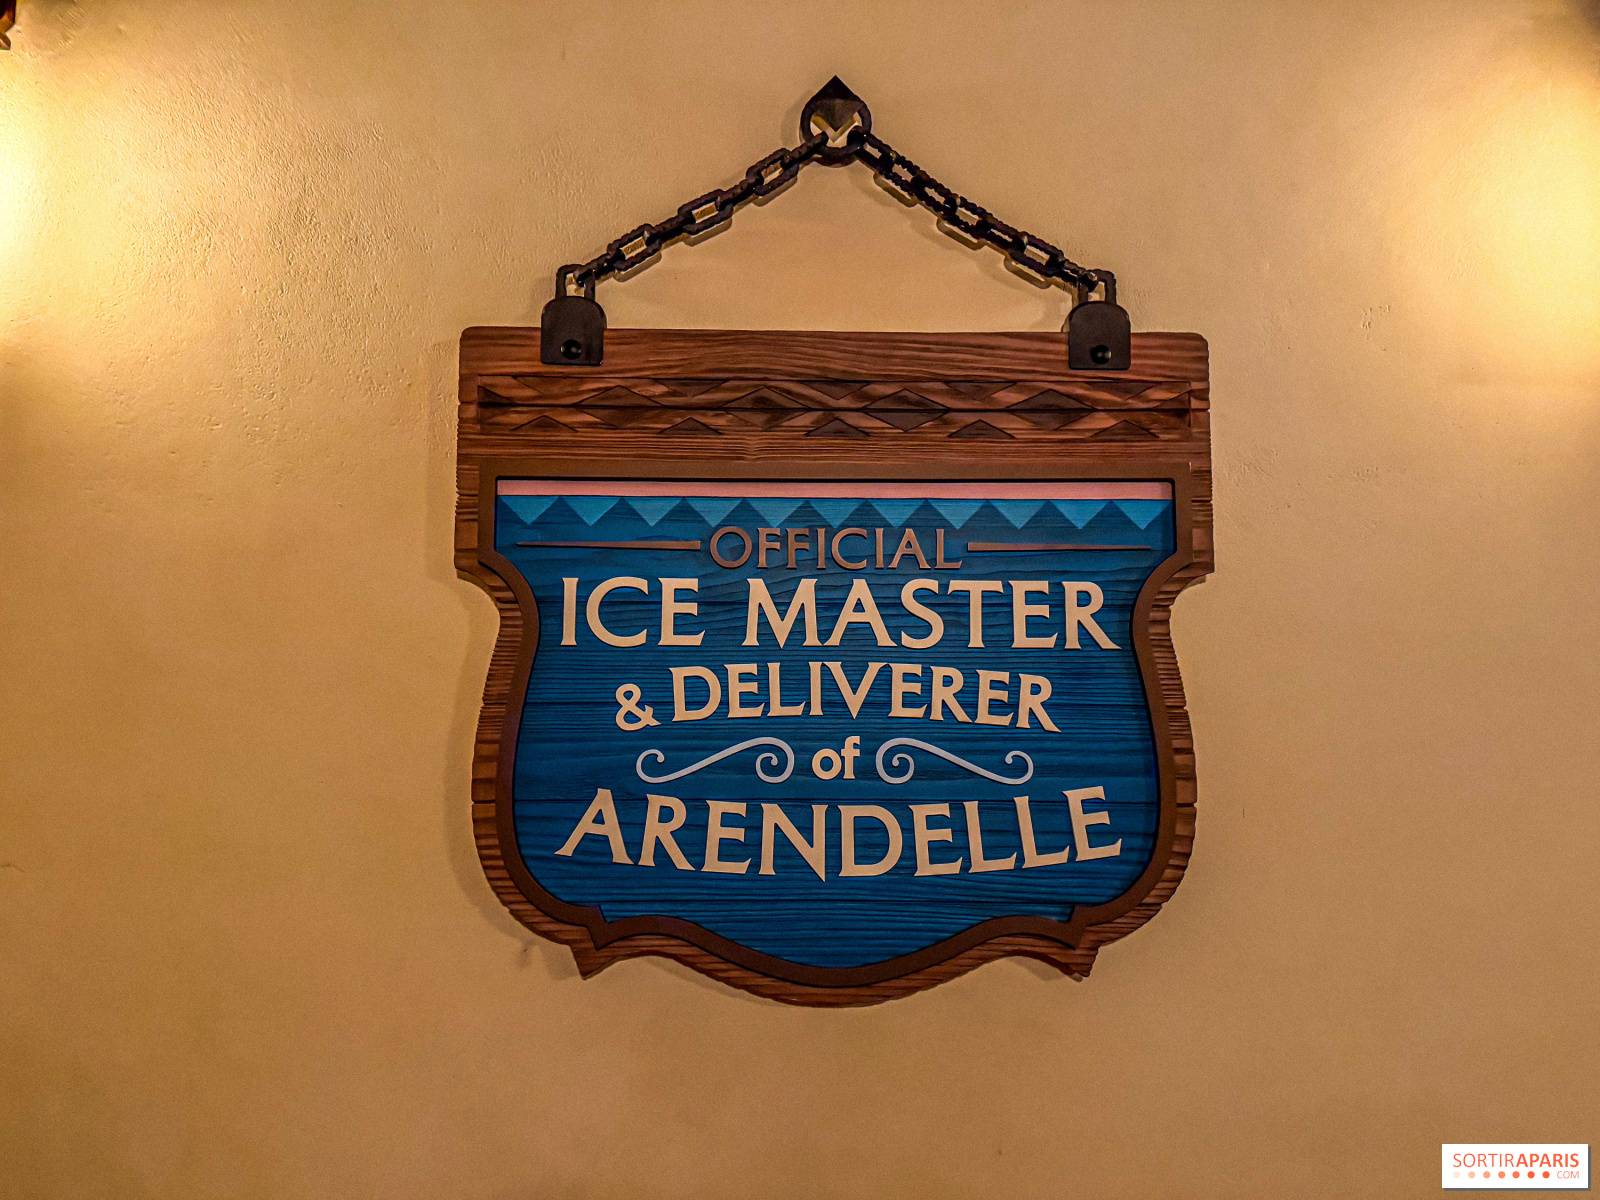 OFFICIAL
ICE MASTER
& DELIVERER
of
ARENDELLE
SORTIRAPARIS
.COM